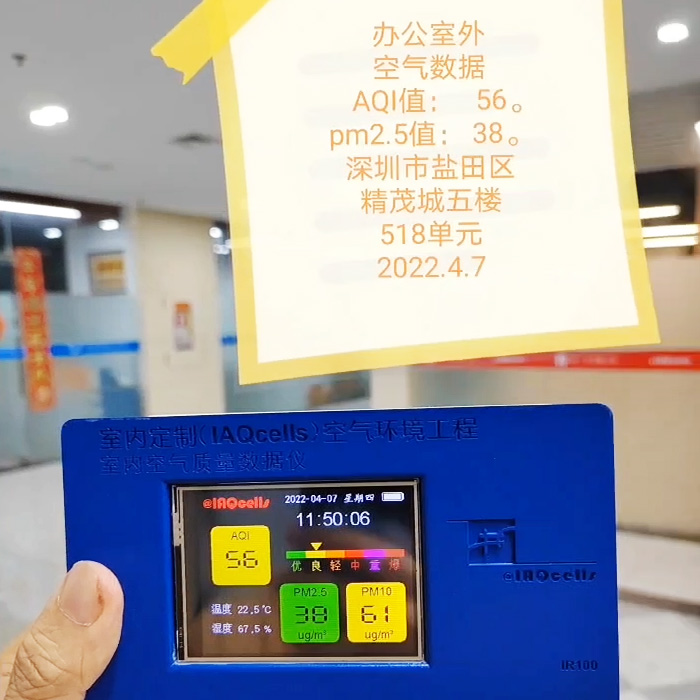 办公室外
空气数据
AQI值： 56。
pm2.5值： 38。
深圳市盐田区
精茂城五楼
518单元
2022.4.7
室内定制(IAQcells)空气环境工程
室内空气质量数据仪
@IAQcells
2022-04-07 星期四
11:50:06
AQI
56
优 良 轻 中 重 爆
温度 22.5℃
湿度 67.5%
PM2.5
38
ug/m³
PM10
61
ug/m³
@IAQcells
IR100